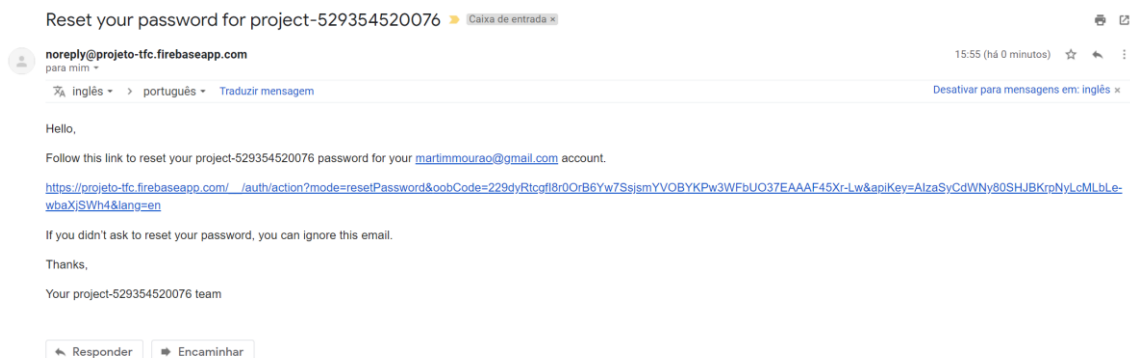 Reset your password for project-529354520076 Caixa de entrada ×
noreply@projeto-tfc.firebaseapp.com 15:55 (há 0 minutos)
para mim
inglês > português Traduzir mensagem Desativar para mensagens em: inglês ×
Hello,
Follow this link to reset your project-529354520076 password for your martimmourao@gmail.com account.
https://projeto-tfc.firebaseapp.com/__/auth/action?mode=resetPassword&oobCode=229dyRtcgfI8r0OrB6Yw7SsjsmYVOBYKPw3WFbUO37EAAAF45Xr-Lw&apiKey=AIzaSyCdWNy80SHJBKrpNyLcMLbLe-
wbaXjSWh4&lang=en
If you didn't ask to reset your password, you can ignore this email.
Thanks,
Your project-529354520076 team
Responder Encaminhar